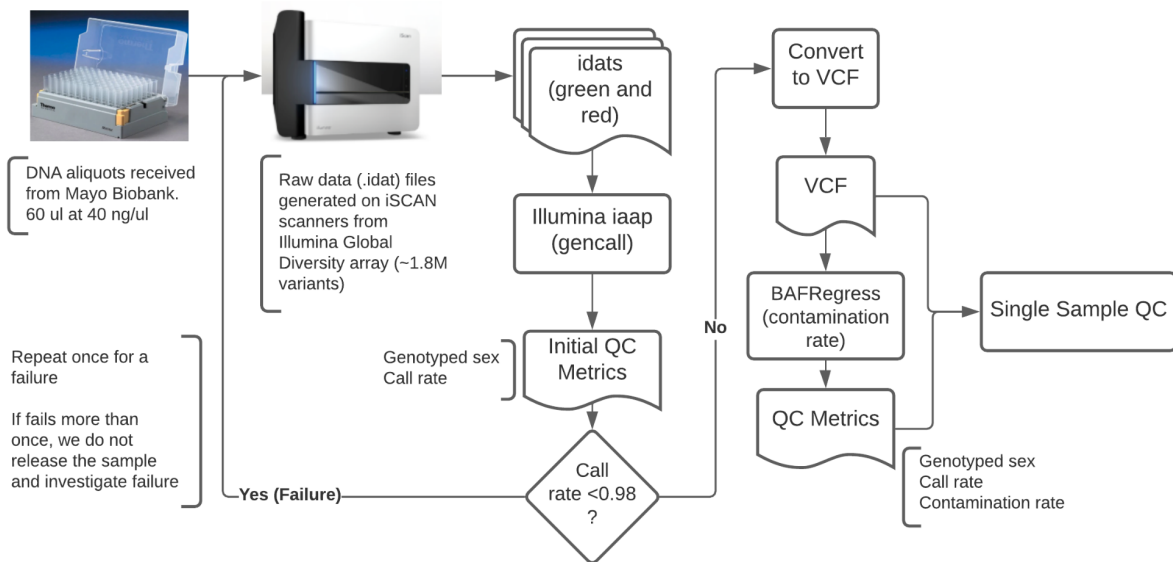 DNA aliquots received
from Mayo Biobank.
60 ul at 40 ng/ul
Raw data (.idat) files
generated on iSCAN
scanners from
Illumina Global
Diversity array (~1.8M
variants)
idats
(green and
red)
Illumina iaap
(gencall)
Genotyped sex
Call rate
Initial QC
Metrics
Call
rate <0.98
?
Yes (Failure)
Repeat once for a
failure
If fails more than
once, we do not
release the sample
and investigate failure
No
Convert
to VCF
VCF
BAFRegress
(contamination
rate)
QC Metrics
Genotyped sex
Call rate
Contamination rate
Single Sample QC